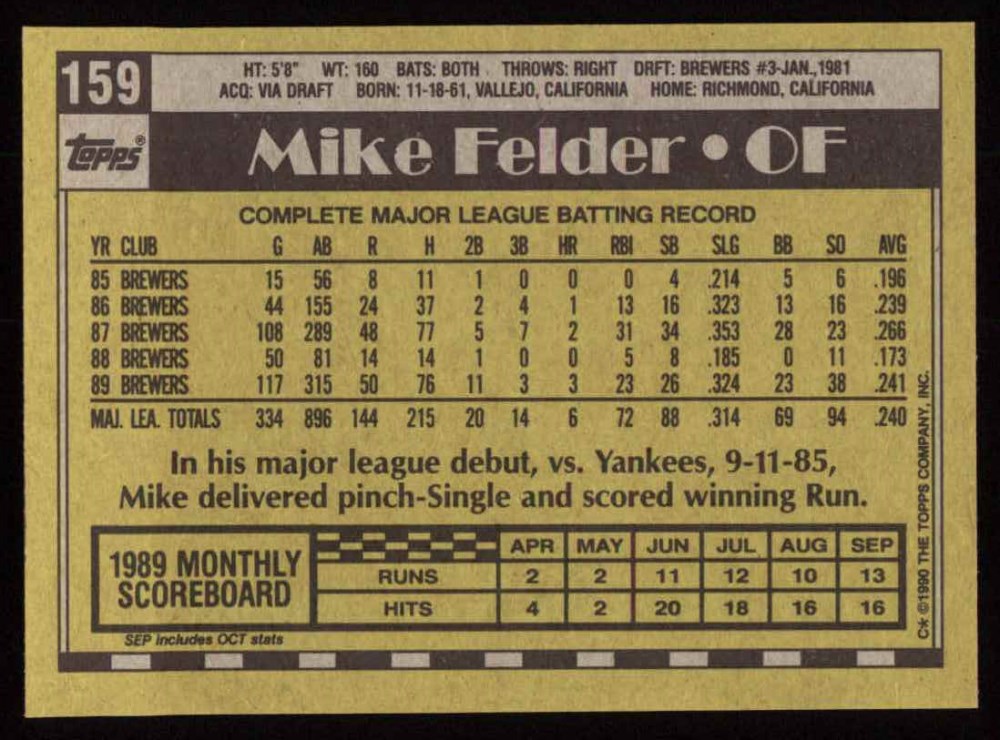 159
HT: 5'8" WT: 160 BATS: BOTH THROWS: RIGHT DRFT: BREWERS #3-JAN.,1981
ACQ: VIA DRAFT BORN: 11-18-61, VALLEJO, CALIFORNIA HOME: RICHMOND, CALIFORNIA
topps®
Mike Felder • OF
COMPLETE MAJOR LEAGUE BATTING RECORD
YR CLUB G AB R H 2B 3B HR RBI SB SLG BB SO AVG
85 BREWERS 15 56 8 11 1 0 0 0 4 .214 5 6 .196
86 BREWERS 44 155 24 37 2 4 1 13 16 .323 13 16 .239
87 BREWERS 108 289 48 77 5 7 2 31 34 .353 28 23 .266
88 BREWERS 50 81 14 14 1 0 0 5 8 .185 0 11 .173
89 BREWERS 117 315 50 76 11 3 3 23 26 .324 23 38 .241
MAJ. LEA. TOTALS 334 896 144 215 20 14 6 72 88 .314 69 94 .240
In his major league debut, vs. Yankees, 9-11-85,
Mike delivered pinch-Single and scored winning Run.
1989 MONTHLY
SCOREBOARD
APR MAY JUN JUL AUG SEP
RUNS 2 2 11 12 10 13
HITS 4 2 20 18 16 16
SEP includes OCT stats
C* ©1990 THE TOPPS COMPANY, INC.